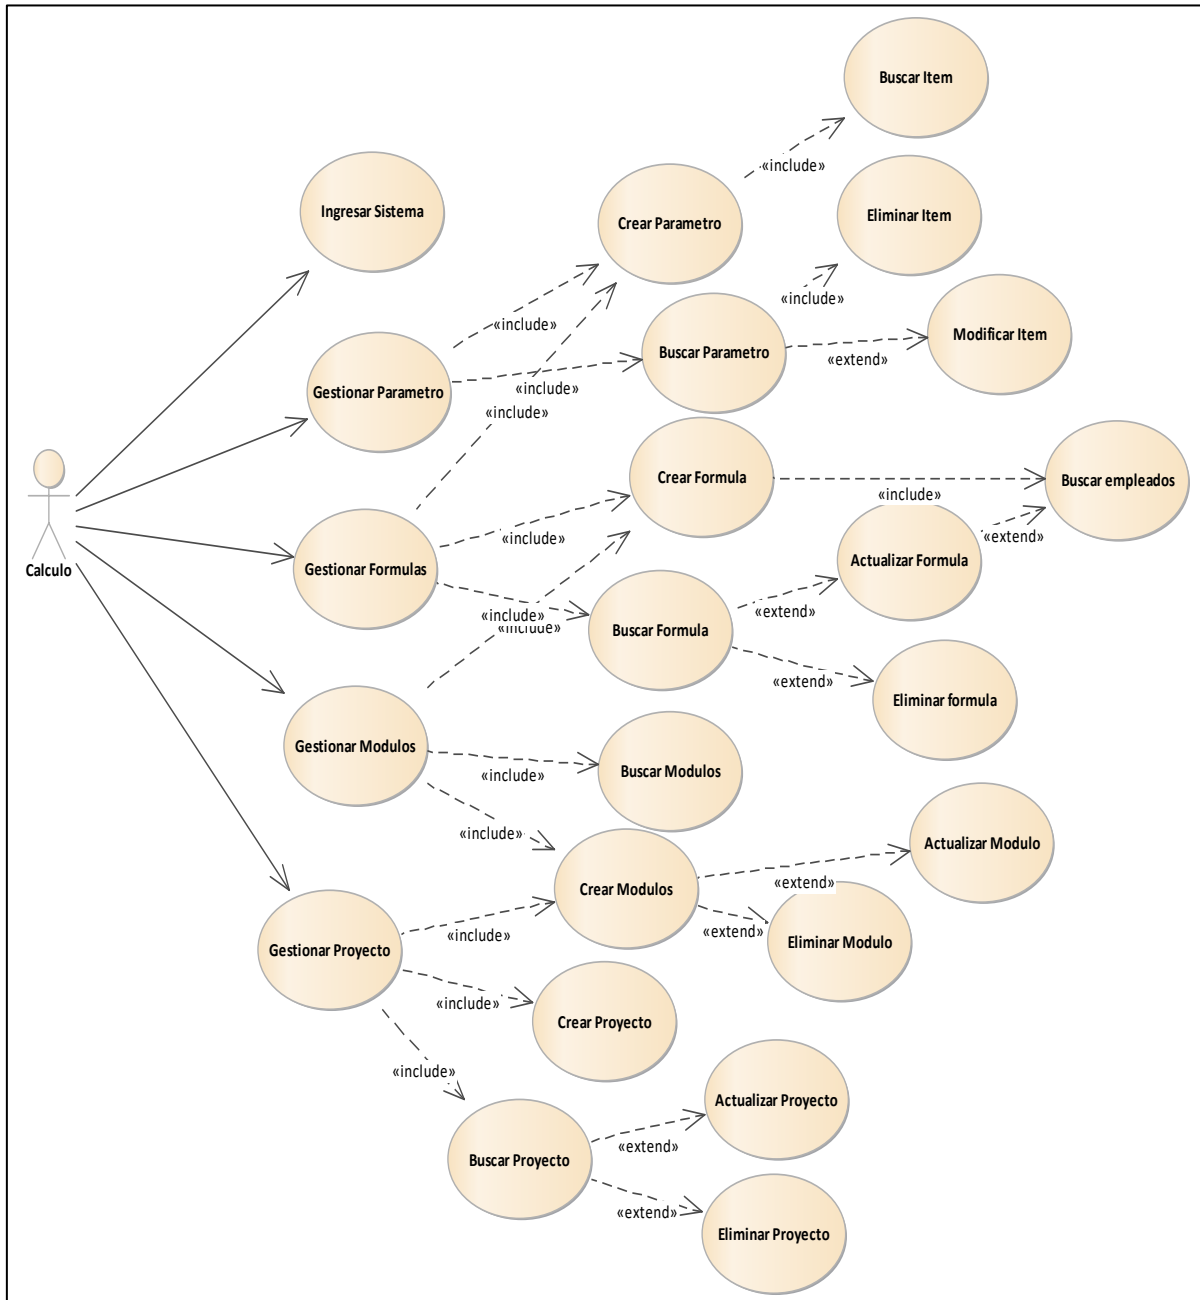 Buscar Item
«include»
Ingresar Sistema
Crear Parametro
Eliminar Item
«include»
«include»
Modificar Item
Buscar Parametro
«extend»
Gestionar Parametro
«include»
«include»
Crear Formula
Buscar empleados
«include»
Calculo
Gestionar Formulas
«include»
Actualizar Formula
«extend»
«include»
«include»
Buscar Formula
«extend»
«extend»
Eliminar formula
Gestionar Modulos
«include»
Buscar Modulos
«include»
Actualizar Modulo
Crear Modulos
«extend»
«extend»
Eliminar Modulo
Gestionar Proyecto
«include»
«include»
Crear Proyecto
«include»
Actualizar Proyecto
«extend»
Buscar Proyecto
«extend»
Eliminar Proyecto